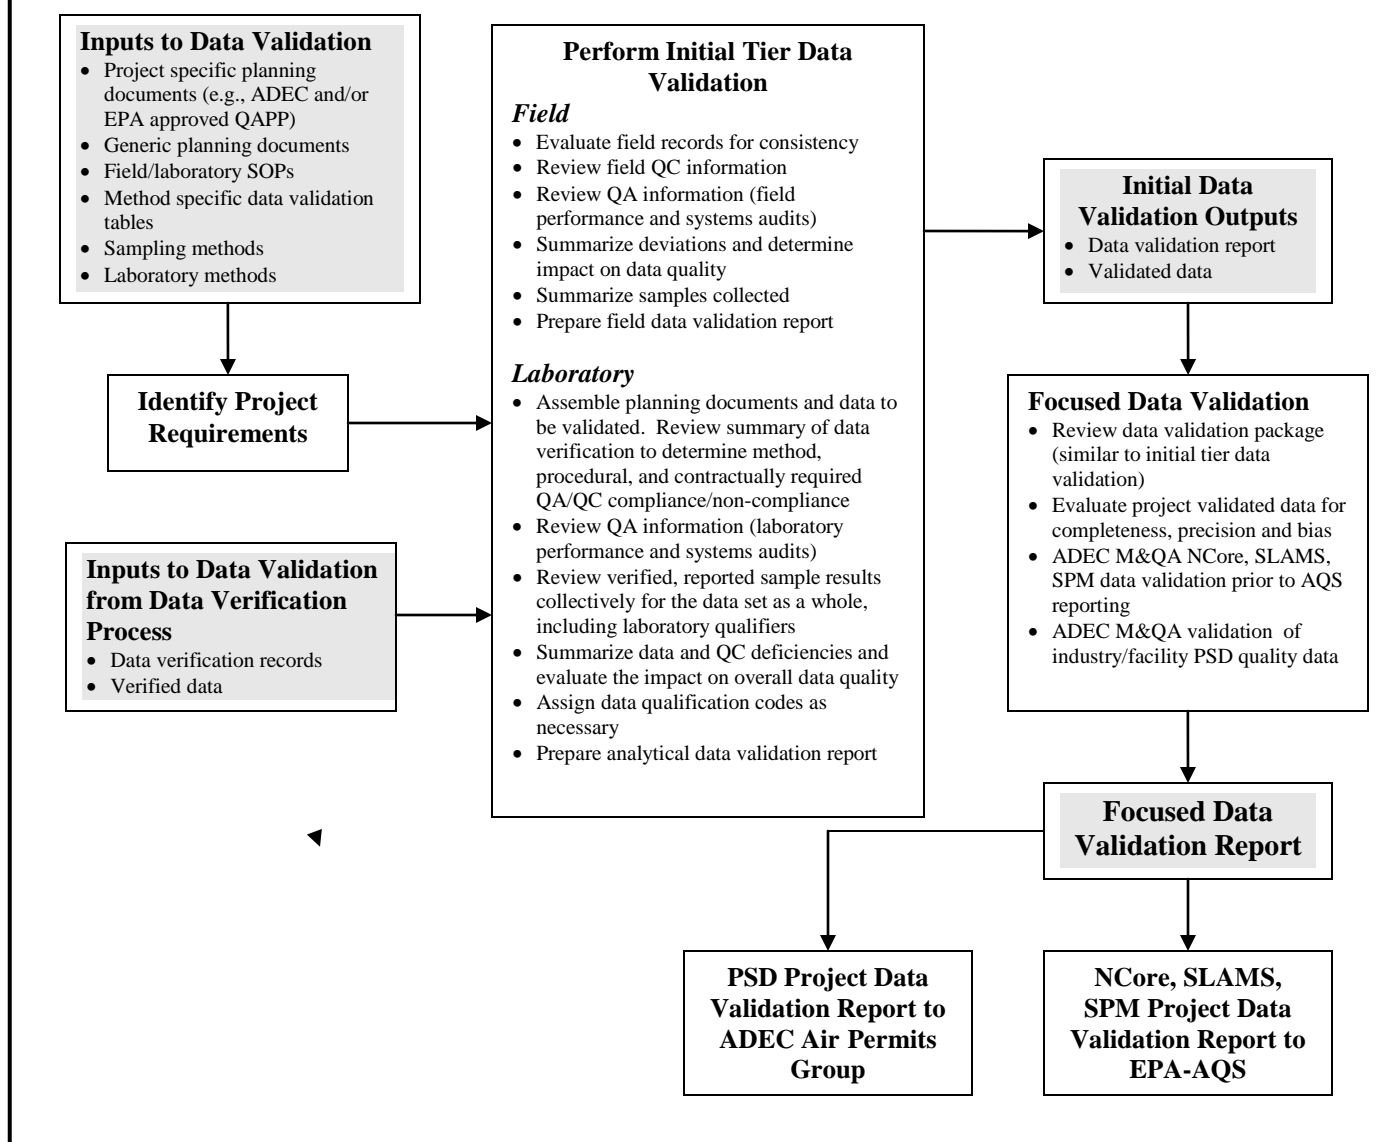 Inputs to Data Validation
• Project specific planning
documents (e.g., ADEC and/or
EPA approved QAPP)
• Generic planning documents
• Field/laboratory SOPs
• Method specific data validation
tables
• Sampling methods
• Laboratory methods
Identify Project
Requirements
Inputs to Data Validation
from Data Verification
Process
• Data verification records
• Verified data
Perform Initial Tier Data
Validation
Field
• Evaluate field records for consistency
• Review field QC information
• Review QA information (field
performance and systems audits)
• Summarize deviations and determine
impact on data quality
• Summarize samples collected
• Prepare field data validation report
Laboratory
• Assemble planning documents and data to
be validated.  Review summary of data
verification to determine method,
procedural, and contractually required
QA/QC compliance/non-compliance
• Review QA information (laboratory
performance and systems audits)
• Review verified, reported sample results
collectively for the data set as a whole,
including laboratory qualifiers
• Summarize data and QC deficiencies and
evaluate the impact on overall data quality
• Assign data qualification codes as
necessary
• Prepare analytical data validation report
Initial Data
Validation Outputs
• Data validation report
• Validated data
Focused Data Validation
• Review data validation package
(similar to initial tier data
validation)
• Evaluate project validated data for
completeness, precision and bias
• ADEC M&QA NCore, SLAMS,
SPM data validation prior to AQS
reporting
• ADEC M&QA validation  of
industry/facility PSD quality data
Focused Data
Validation Report
PSD Project Data
Validation Report to
ADEC Air Permits
Group
NCore, SLAMS,
SPM Project Data
Validation Report to
EPA-AQS